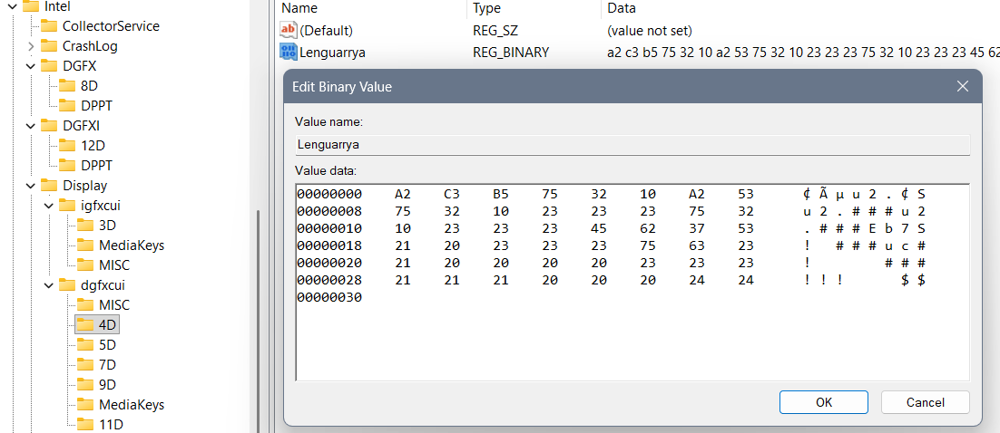 Intel
CollectorService
CrashLog
DGFX
8D
DPPT
DGFXI
12D
DPPT
Display
igfxcui
3D
MediaKeys
MISC
dgfxcui
MISC
4D
5D
7D
9D
MediaKeys
11D
Name Type Data
(Default) REG_SZ (value not set)
Lenguarrya REG_BINARY a2 c3 b5 75 32 10 a2 53 75 32 10 23 23 23 75 32 10 23 23 23 45 62
Edit Binary Value
Value name:
Lenguarrya
Value data:
00000000 A2 C3 B5 75 32 10 A2 53 ¢ Ã µ u 2 . ¢ S
00000008 75 32 10 23 23 23 75 32 u 2 . # # # u 2
00000010 10 23 23 23 45 62 37 53 . # # # E b 7 S
00000018 21 20 23 23 23 75 63 23 ! # # # u c #
00000020 21 20 20 20 20 23 23 23 ! # # #
00000028 21 21 21 20 20 20 24 24 ! ! ! $ $
00000030
OK Cancel